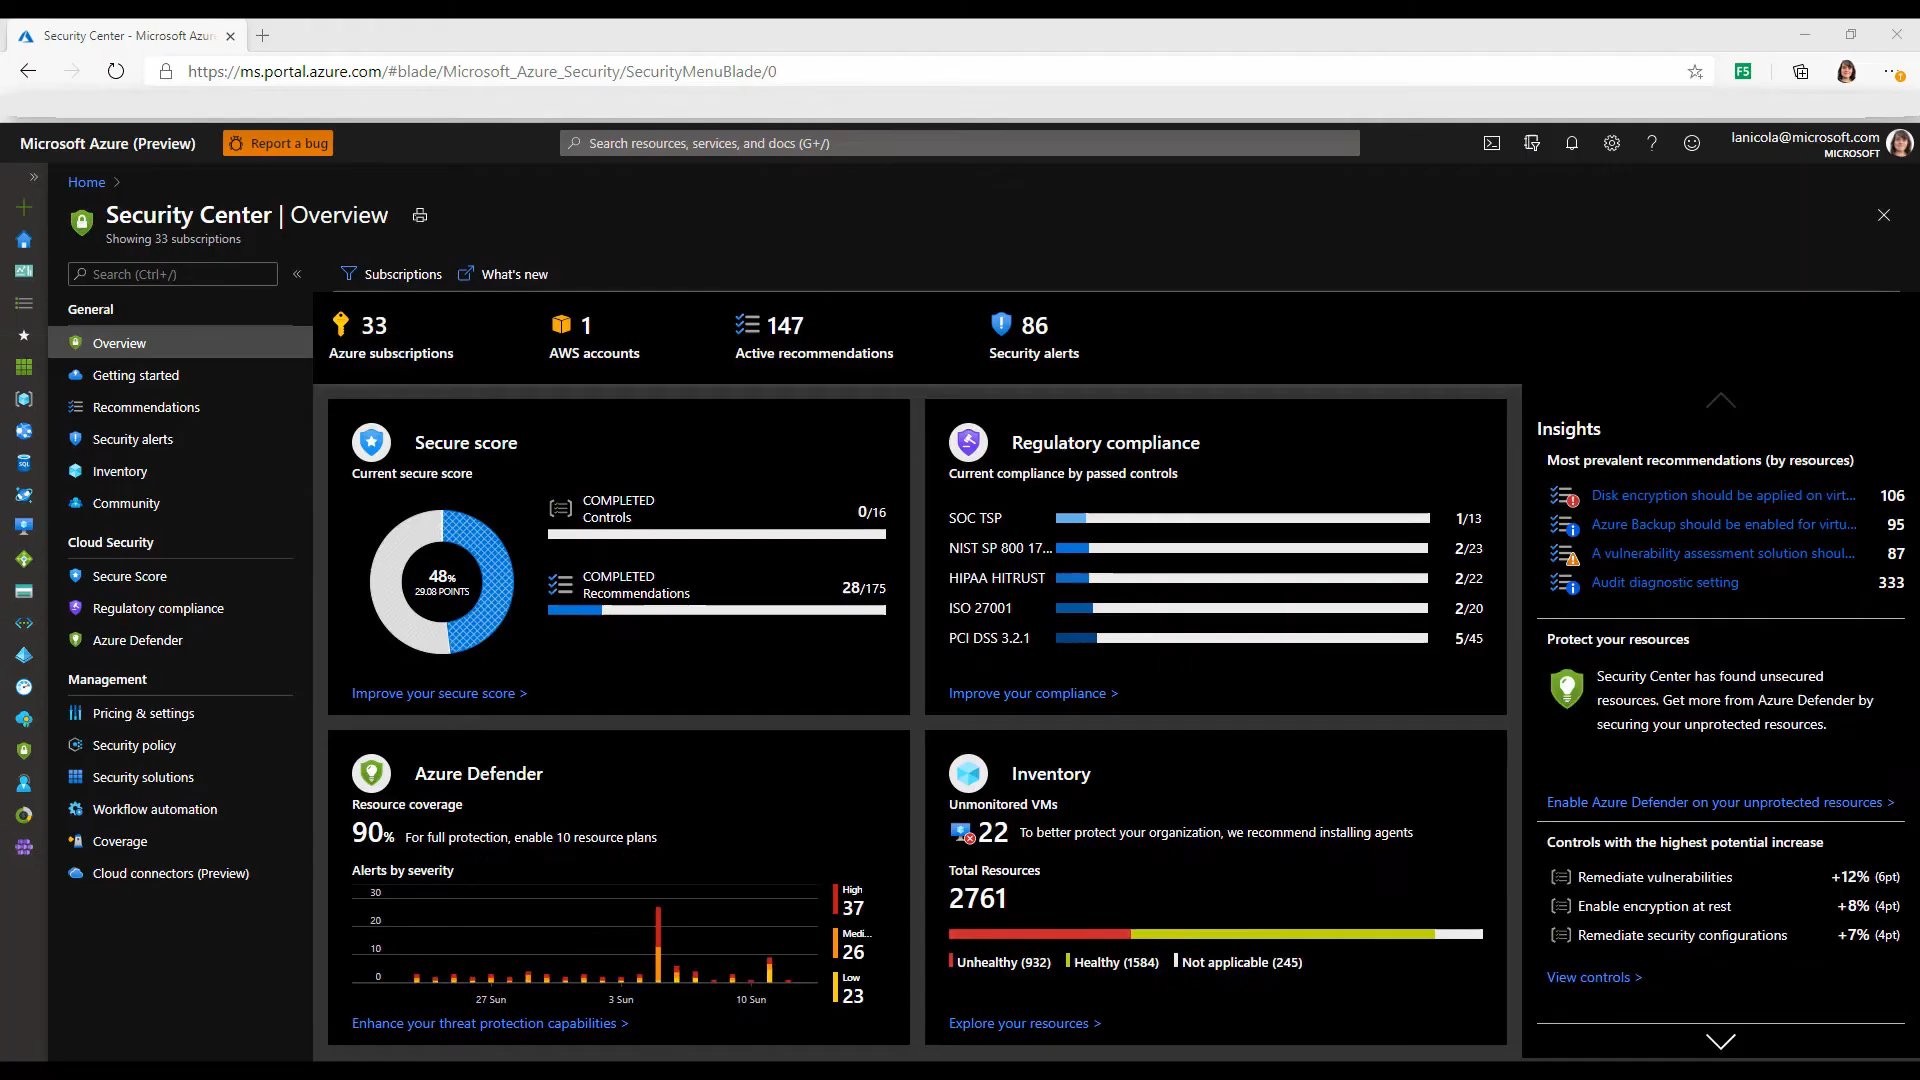 Security Center - Microsoft Azur
https://ms.portal.azure.com/#blade/Microsoft_Azure_Security/SecurityMenuBlade/0
F5
Microsoft Azure (Preview)
Report a bug
Search resources, services, and docs (G+/)
lanicola@microsoft.com
MICROSOFT
Home
Security Center | Overview
Showing 33 subscriptions
Search (Ctrl+/)
Subscriptions
What's new
General
Overview
Getting started
Recommendations
Security alerts
Inventory
Community
Cloud Security
Secure Score
Regulatory compliance
Azure Defender
Management
Pricing & settings
Security policy
Security solutions
Workflow automation
Coverage
Cloud connectors (Preview)
33
Azure subscriptions
1
AWS accounts
147
Active recommendations
86
Security alerts
Secure score
Current secure score
48%
29.08 POINTS
COMPLETED
Controls
0/16
COMPLETED
Recommendations
28/175
Improve your secure score >
Regulatory compliance
Current compliance by passed controls
SOC TSP 1/13
NIST SP 800 17... 2/23
HIPAA HITRUST 2/22
ISO 27001 2/20
PCI DSS 3.2.1 5/45
Improve your compliance >
Azure Defender
Resource coverage
90% For full protection, enable 10 resource plans
Alerts by severity
30
20
10
0
27 Sun 3 Sun 10 Sun
High
37
Medi...
26
Low
23
Enhance your threat protection capabilities >
Inventory
Unmonitored VMs
22 To better protect your organization, we recommend installing agents
Total Resources
2761
Unhealthy (932) Healthy (1584) Not applicable (245)
Explore your resources >
Insights
Most prevalent recommendations (by resources)
Disk encryption should be applied on virt... 106
Azure Backup should be enabled for virtu... 95
A vulnerability assessment solution shoul... 87
Audit diagnostic setting 333
Protect your resources
Security Center has found unsecured
resources. Get more from Azure Defender by
securing your unprotected resources.
Enable Azure Defender on your unprotected resources >
Controls with the highest potential increase
Remediate vulnerabilities +12% (6pt)
Enable encryption at rest +8% (4pt)
Remediate security configurations +7% (4pt)
View controls >